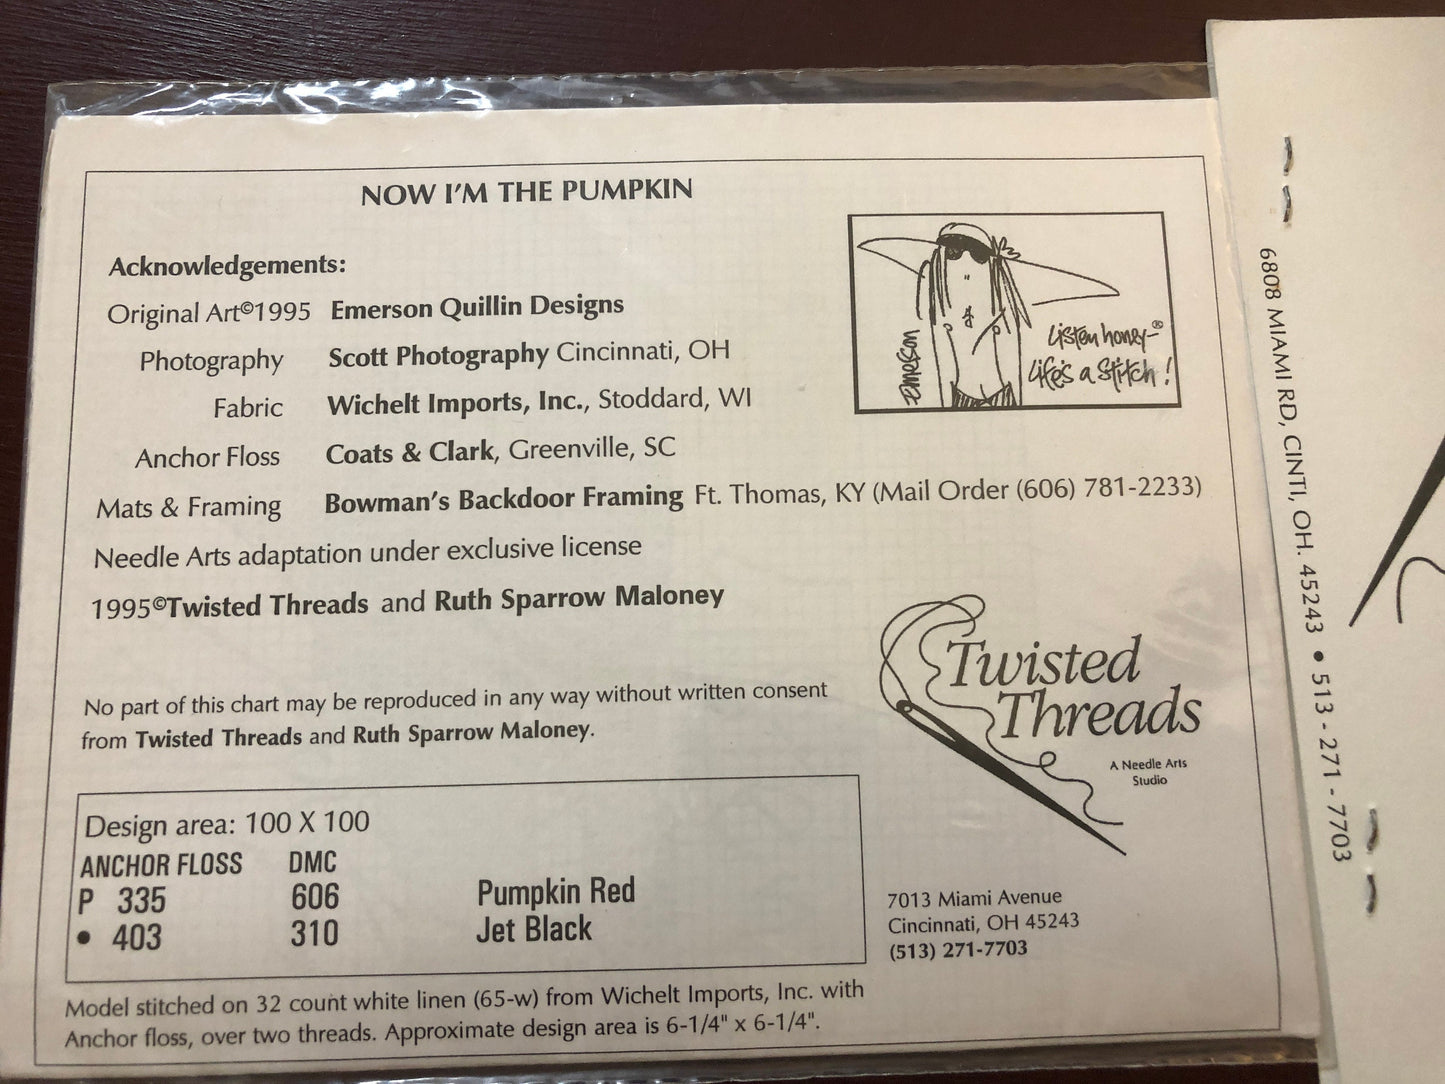 NOW I'M THE PUMPKIN
Acknowledgements:
Original Art©1995 Emerson Quillin Designs
Photography Scott Photography Cincinnati, OH
Fabric Wichelt Imports, Inc., Stoddard, WI
Anchor Floss Coats & Clark, Greenville, SC
Mats & Framing Bowman's Backdoor Framing Ft. Thomas, KY (Mail Order (606) 781-2233)
Needle Arts adaptation under exclusive license
1995©Twisted Threads and Ruth Sparrow Maloney
Emerson
Listen honey-®
Life's a Stitch!
No part of this chart may be reproduced in any way without written consent
from Twisted Threads and Ruth Sparrow Maloney.
Twisted
Threads
A Needle Arts
Studio
7013 Miami Avenue
Cincinnati, OH 45243
(513) 271-7703
Design area: 100 X 100
ANCHOR FLOSS DMC
P 335 606 Pumpkin Red
• 403 310 Jet Black
Model stitched on 32 count white linen (65-w) from Wichelt Imports, Inc. with
Anchor floss, over two threads. Approximate design area is 6-1/4" x 6-1/4".
6808 MIAMI RD, CINTI, OH. 45243 • 513 - 271 - 7703